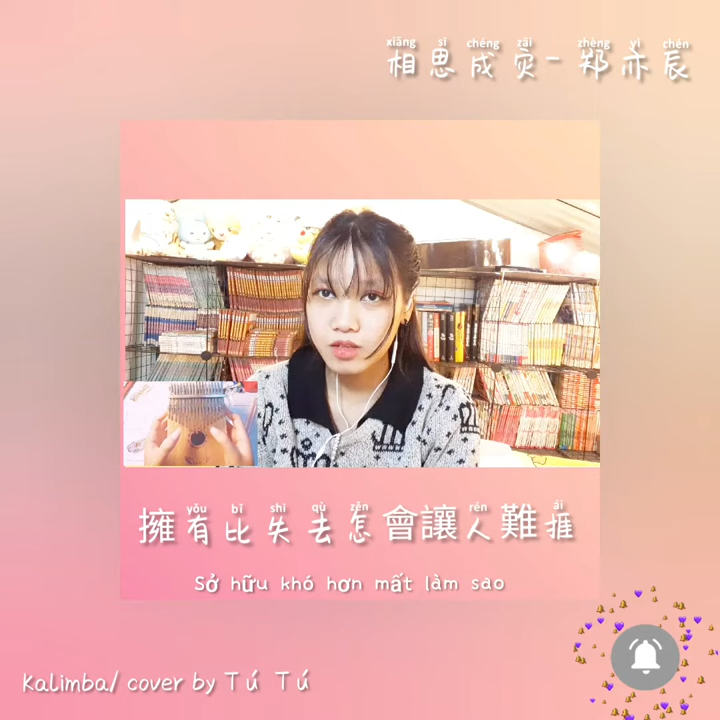 xiāng sī chéng zāi zhèng yì chén
相思成灾 - 郑亦辰
yǒu bǐ shī qù zěn rén ái
擁有比失去怎會讓人難捱
Sở hữu khó hơn mất làm sao
Kalimba/ cover by Tú Tú